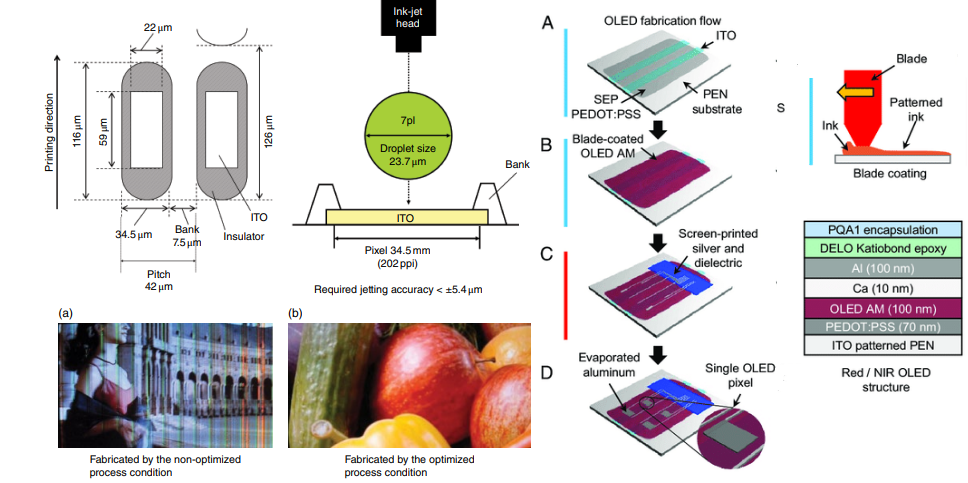 22 µm
Printing direction
116 µm
59 µm
126 µm
34.5 µm
Bank
7.5 µm
ITO
Insulator
Pitch
42 µm
Ink-jet
head
7pl
Droplet size
23.7 µm
Bank
ITO
Pixel 34.5 mm
(202 ppi)
Required jetting accuracy < ±5.4 µm
(a)
(b)
Fabricated by the non-optimized
process condition
Fabricated by the optimized
process condition
A
OLED fabrication flow
ITO
SEP
PEDOT:PSS
PEN
substrate
B
Blade-coated
OLED AM
C
Screen-printed
silver and
dielectric
D
Evaporated
aluminum
Single OLED
pixel
S
Blade
Patterned
ink
Ink
Blade coating
PQA1 encapsulation
DELO Katiobond epoxy
Al (100 nm)
Ca (10 nm)
OLED AM (100 nm)
PEDOT:PSS (70 nm)
ITO patterned PEN
Red / NIR OLED
structure